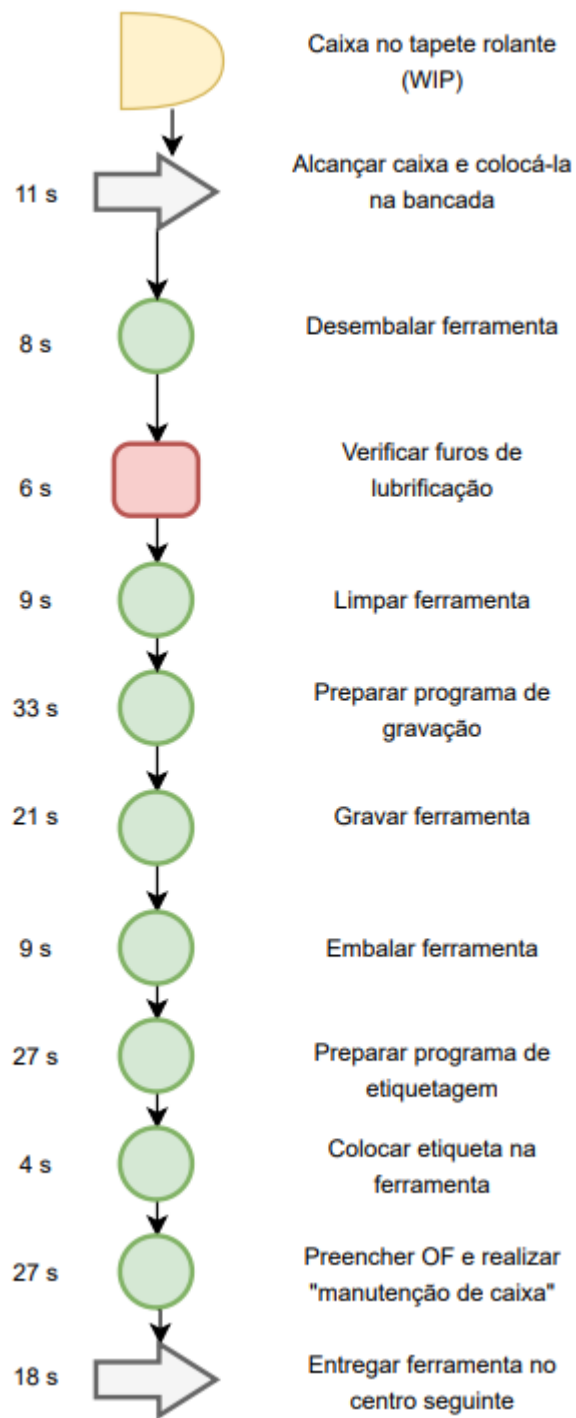 Caixa no tapete rolante
(WIP)
11 s
Alcançar caixa e colocá-la
na bancada
8 s
Desembalar ferramenta
6 s
Verificar furos de
lubrificação
9 s
Limpar ferramenta
33 s
Preparar programa de
gravação
21 s
Gravar ferramenta
9 s
Embalar ferramenta
27 s
Preparar programa de
etiquetagem
4 s
Colocar etiqueta na
ferramenta
27 s
Preencher OF e realizar
"manutenção de caixa"
18 s
Entregar ferramenta no
centro seguinte